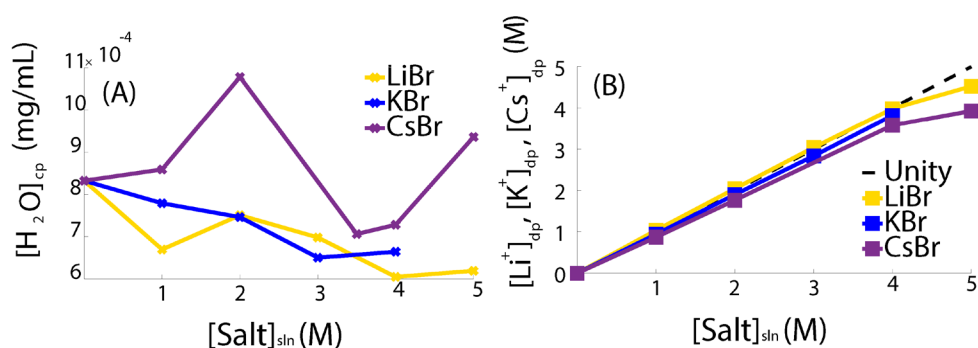 11 × 10⁻⁴
10
9
8
7
6
[H₂O]cp (mg/mL)
(A)
LiBr
KBr
CsBr
1 2 3 4 5
[Salt]sln (M)
5
4
3
2
1
0
[Li⁺]dp, [K⁺]dp, [Cs⁺]dp (M)
(B)
Unity
LiBr
KBr
CsBr
1 2 3 4 5
[Salt]sln (M)